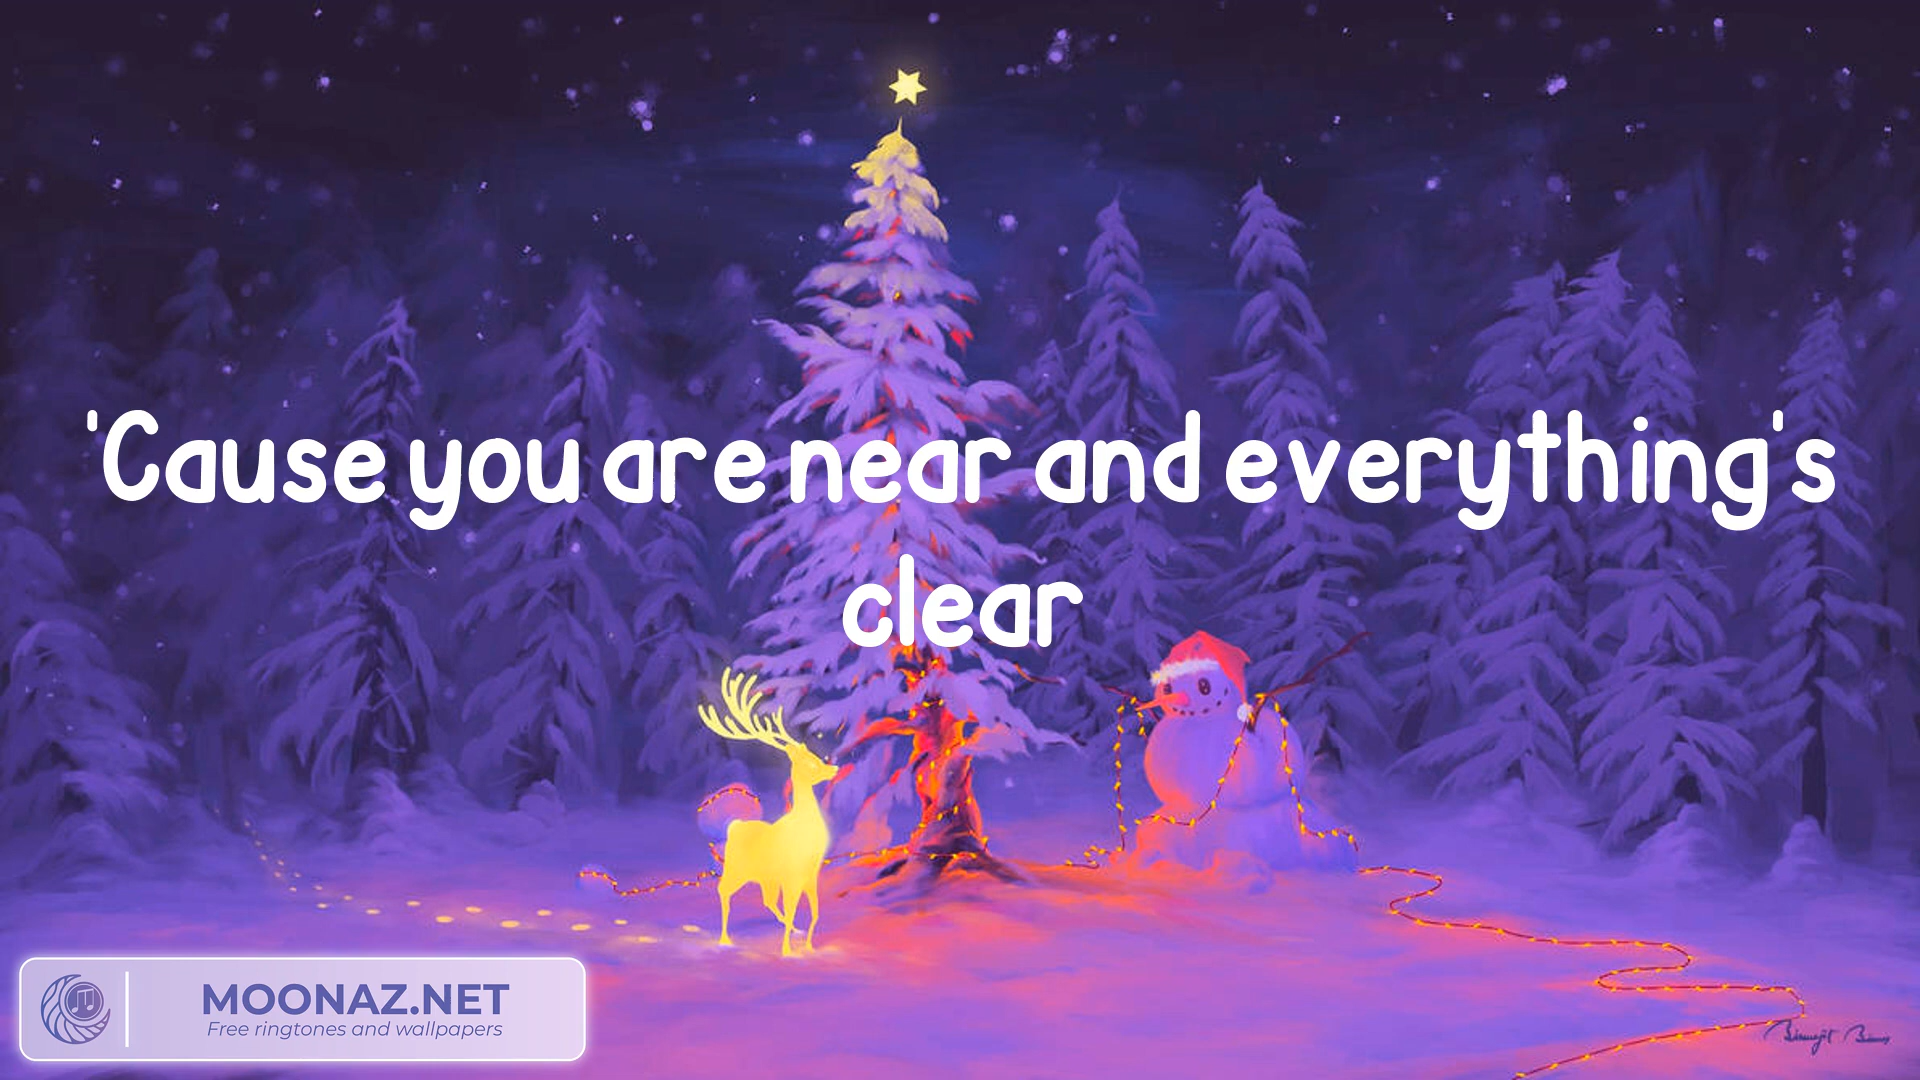 'Cause you are near and everything's
clear
MOONAZ.NET
Free ringtones and wallpapers